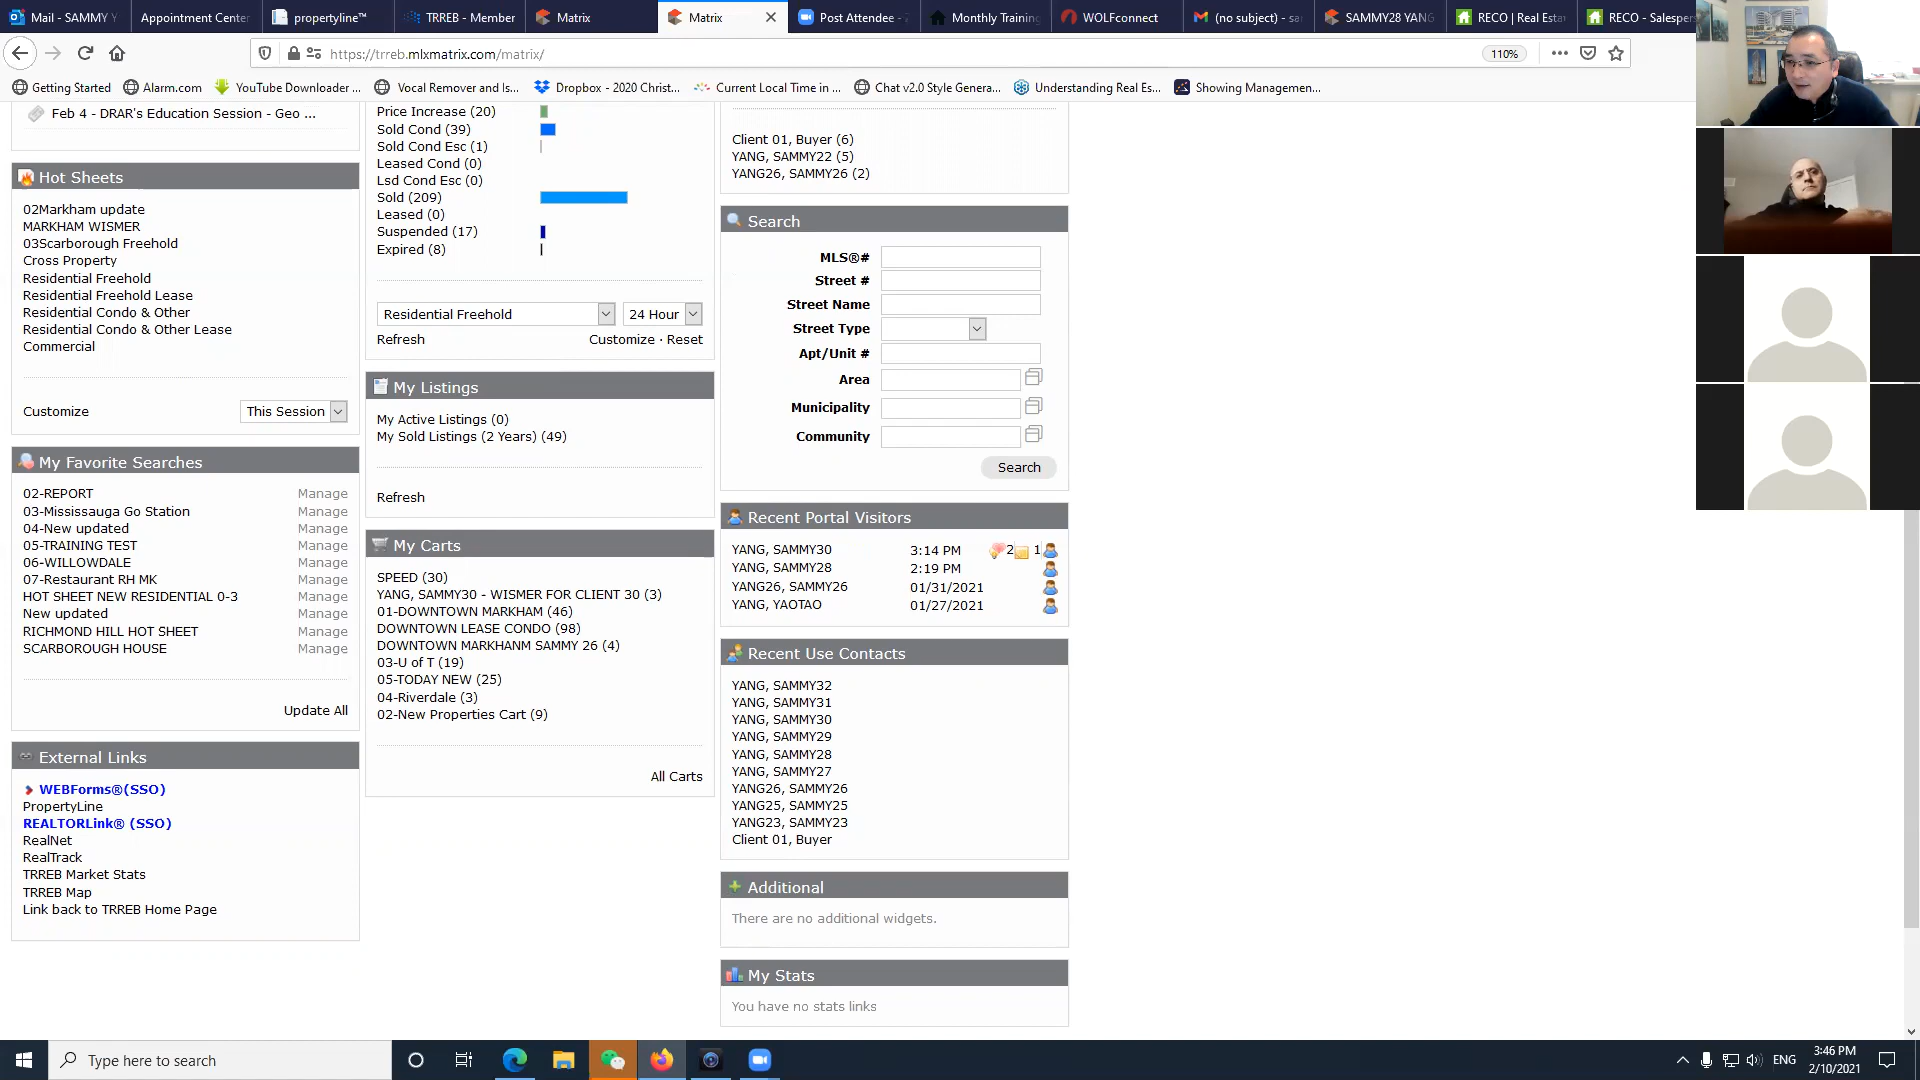 Mail - SAMMY Y
Appointment Center
propertyline™
TRREB - Member
Matrix
Matrix
Post Attendee -
Monthly Training
WOLFconnect
(no subject) - sa
SAMMY28 YANG
RECO | Real Esta
RECO - Salespers
https://trreb.mlxmatrix.com/matrix/
110%
Getting Started
Alarm.com
YouTube Downloader ...
Vocal Remover and Is...
Dropbox - 2020 Christ...
Current Local Time in ...
Chat v2.0 Style Genera...
Understanding Real Es...
Showing Managemen...
Feb 4 - DRAR's Education Session - Geo ...
Hot Sheets
02Markham update
MARKHAM WISMER
03Scarborough Freehold
Cross Property
Residential Freehold
Residential Freehold Lease
Residential Condo & Other
Residential Condo & Other Lease
Commercial
Customize
This Session
My Favorite Searches
02-REPORT Manage
03-Mississauga Go Station Manage
04-New updated Manage
05-TRAINING TEST Manage
06-WILLOWDALE Manage
07-Restaurant RH MK Manage
HOT SHEET NEW RESIDENTIAL 0-3 Manage
New updated Manage
RICHMOND HILL HOT SHEET Manage
SCARBOROUGH HOUSE Manage
Update All
External Links
WEBForms®(SSO)
PropertyLine
REALTORLink® (SSO)
RealNet
RealTrack
TRREB Market Stats
TRREB Map
Link back to TRREB Home Page
Price Increase (20)
Sold Cond (39)
Sold Cond Esc (1)
Leased Cond (0)
Lsd Cond Esc (0)
Sold (209)
Leased (0)
Suspended (17)
Expired (8)
Residential Freehold
24 Hour
Refresh
Customize · Reset
My Listings
My Active Listings (0)
My Sold Listings (2 Years) (49)
Refresh
My Carts
SPEED (30)
YANG, SAMMY30 - WISMER FOR CLIENT 30 (3)
01-DOWNTOWN MARKHAM (46)
DOWNTOWN LEASE CONDO (98)
DOWNTOWN MARKHANM SAMMY 26 (4)
03-U of T (19)
05-TODAY NEW (25)
04-Riverdale (3)
02-New Properties Cart (9)
All Carts
Client 01, Buyer (6)
YANG, SAMMY22 (5)
YANG26, SAMMY26 (2)
Search
MLS®#
Street #
Street Name
Street Type
Apt/Unit #
Area
Municipality
Community
Search
Recent Portal Visitors
YANG, SAMMY30 3:14 PM 2 1
YANG, SAMMY28 2:19 PM
YANG26, SAMMY26 01/31/2021
YANG, YAOTAO 01/27/2021
Recent Use Contacts
YANG, SAMMY32
YANG, SAMMY31
YANG, SAMMY30
YANG, SAMMY29
YANG, SAMMY28
YANG, SAMMY27
YANG26, SAMMY26
YANG25, SAMMY25
YANG23, SAMMY23
Client 01, Buyer
Additional
There are no additional widgets.
My Stats
You have no stats links
Type here to search
ENG
3:46 PM
2/10/2021